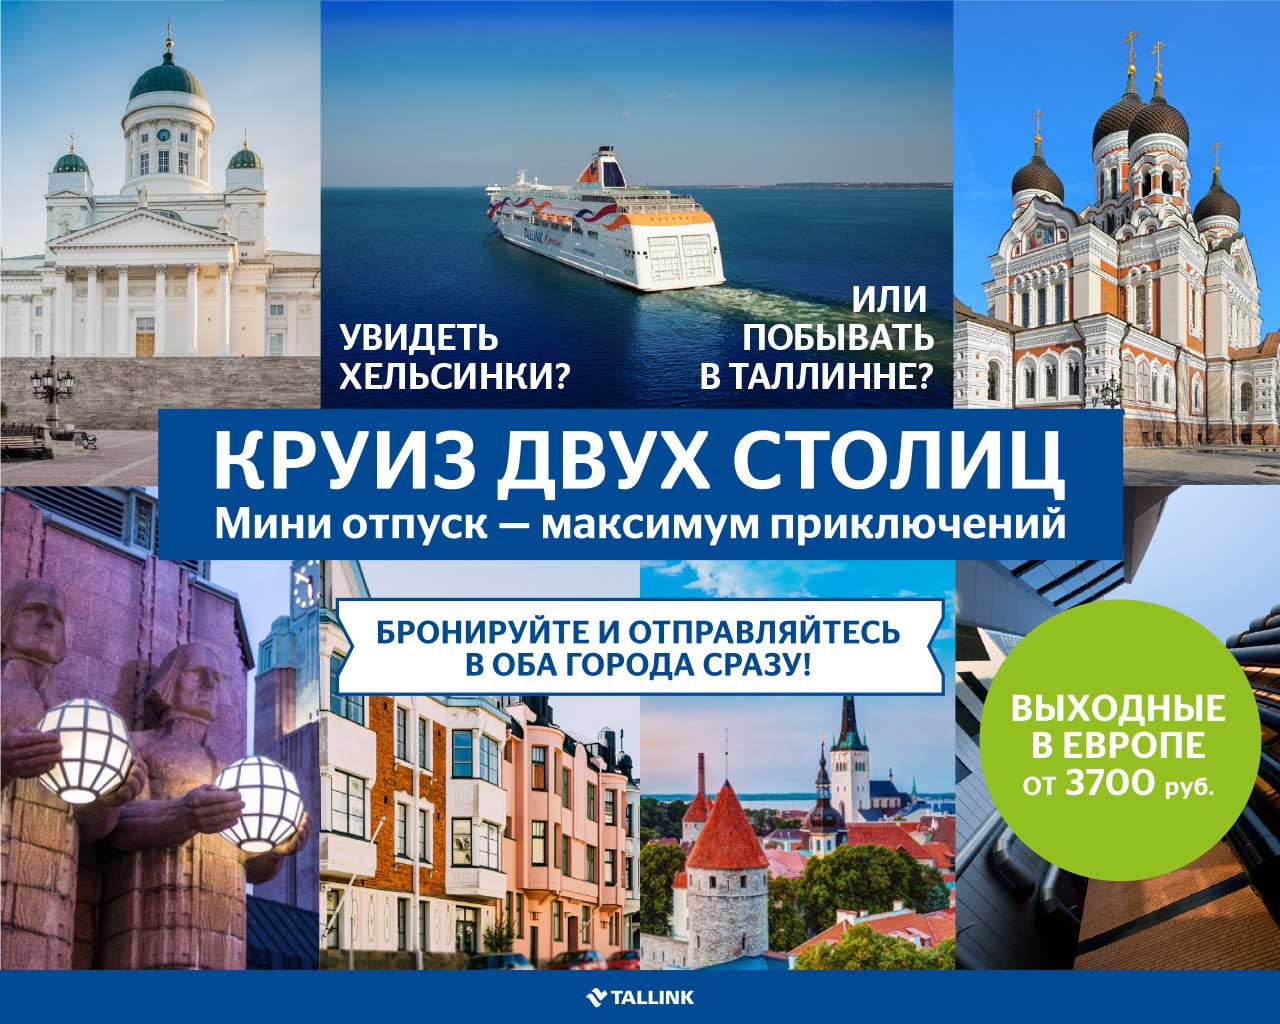 УВИДЕТЬ
ХЕЛЬСИНКИ?
ИЛИ
ПОБЫВАТЬ
В ТАЛЛИННЕ?
КРУИЗ ДВУХ СТОЛИЦ
Мини отпуск — максимум приключений
БРОНИРУЙТЕ И ОТПРАВЛЯЙТЕСЬ
В ОБА ГОРОДА СРАЗУ!
ВЫХОДНЫЕ
В ЕВРОПЕ
ОТ 3700 руб.
TALLINK